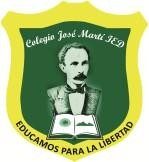 Colegio José Martí IED
EDUCAMOS PARA LA LIBERTAD